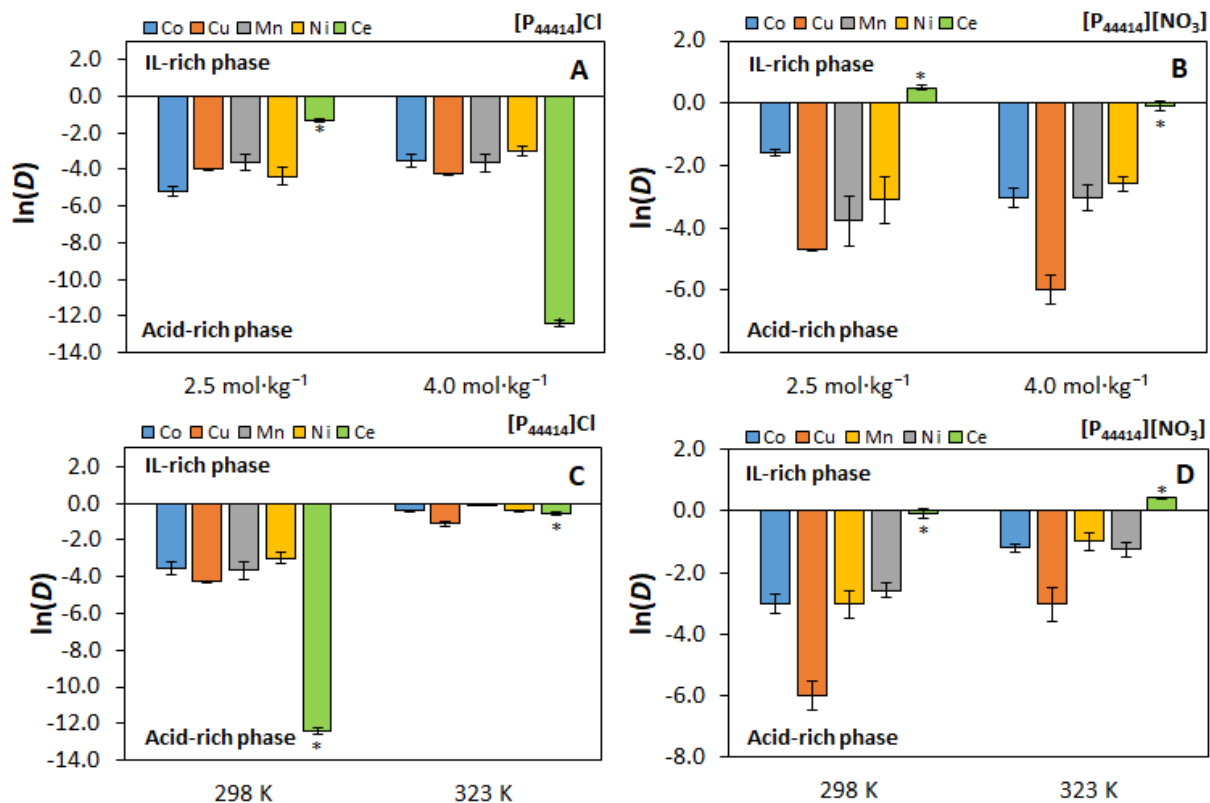 Co Cu Mn Ni Ce [P₄₄₄₁₄]Cl
IL-rich phase A
2.0
0.0
-2.0
-4.0
-6.0
-8.0
-10.0
-12.0
-14.0
ln(D)
*
Acid-rich phase
2.5 mol·kg⁻¹ 4.0 mol·kg⁻¹
Co Cu Mn Ni Ce [P₄₄₄₁₄][NO₃]
2.0
IL-rich phase B
0.0
-2.0
-4.0
-6.0
-8.0
ln(D)
*
*
Acid-rich phase
2.5 mol·kg⁻¹ 4.0 mol·kg⁻¹
Co Cu Mn Ni Ce [P₄₄₄₁₄]Cl
IL-rich phase C
2.0
0.0
-2.0
-4.0
-6.0
-8.0
-10.0
-12.0
-14.0
ln(D)
*
*
Acid-rich phase
298 K 323 K
Co Cu Mn Ni Ce [P₄₄₄₁₄][NO₃]
2.0
IL-rich phase D
0.0
-2.0
-4.0
-6.0
-8.0
ln(D)
*
*
Acid-rich phase
298 K 323 K